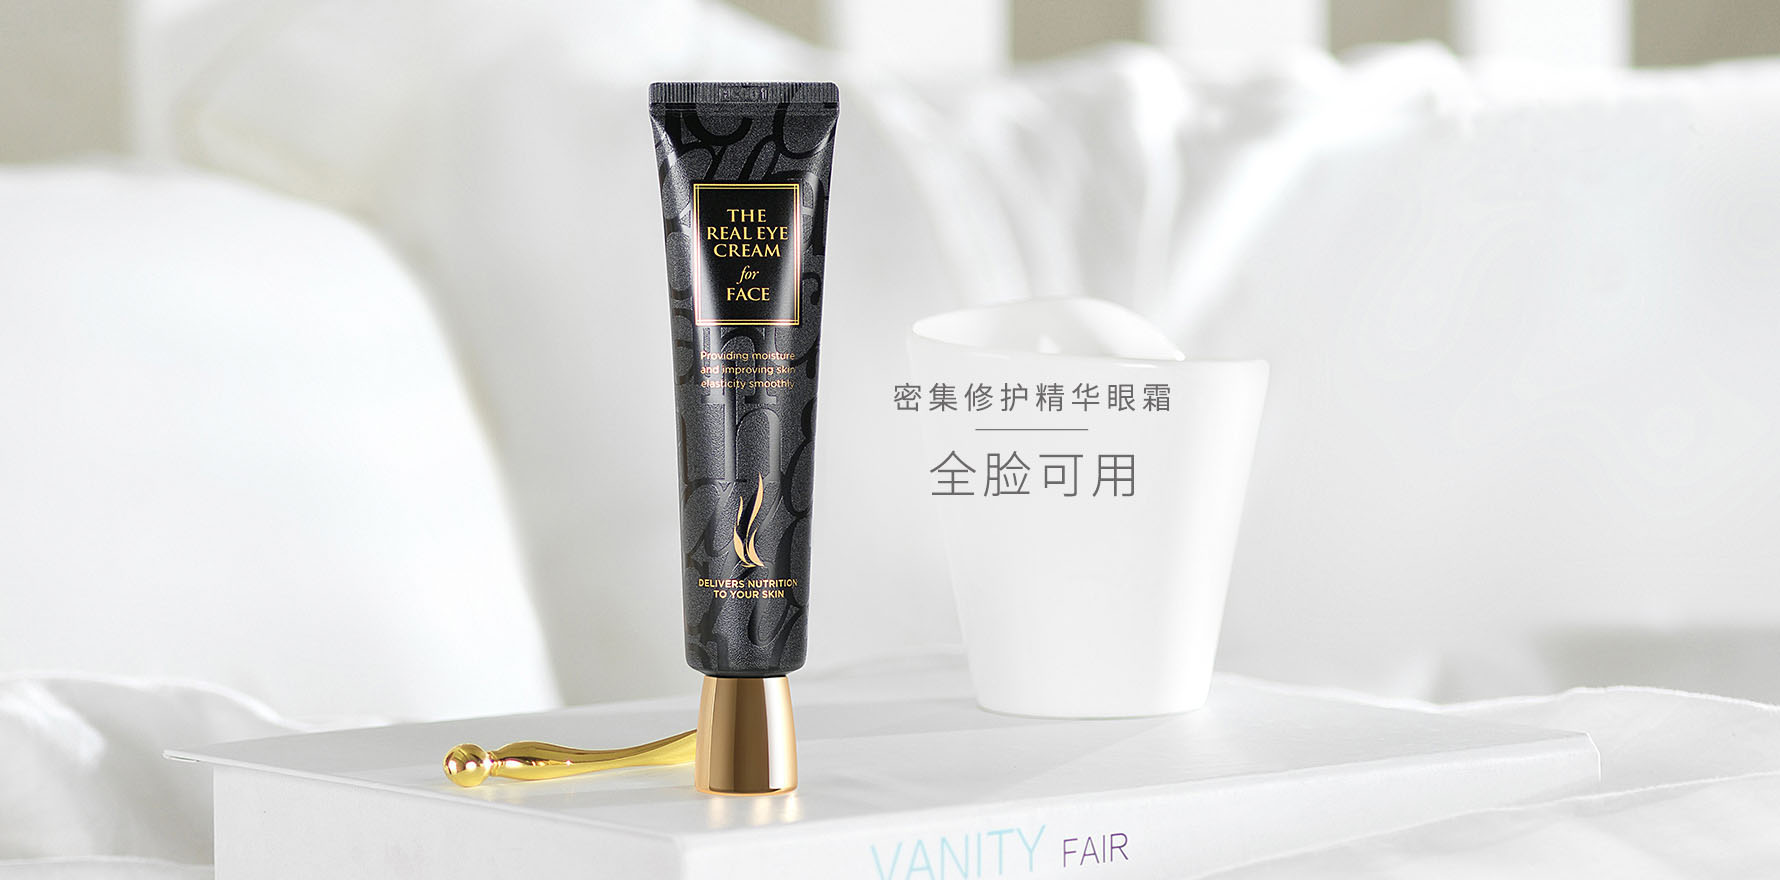 THE
REAL EYE
CREAM
for
FACE
Providing moisture
and improving skin
elasticity smoothly
DELIVERS NUTRITION
TO YOUR SKIN
密集修护精华眼霜
全脸可用
VANITY FAIR